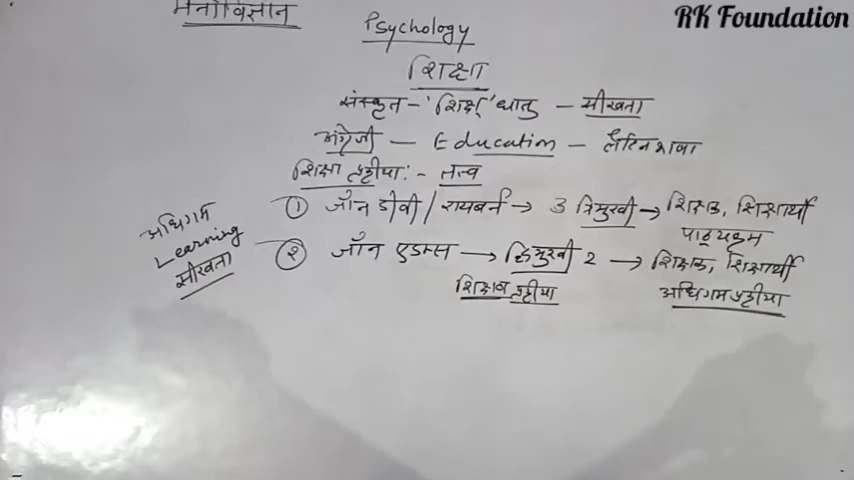 RK Foundation
मनोविज्ञान
Psychology
शिक्षा
संस्कृत - 'शिक्ष्' धातु - सीखना
अंग्रेजी - Education - लैटिन भाषा
शिक्षा प्रक्रीया: - तत्व
① जॉन डीवी / रायबर्न → 3 त्रिमुखी → शिक्षक, शिक्षार्थी
पाठ्यक्रम
② जॉन एडम्स → द्विमुखी 2 → शिक्षक, शिक्षार्थी
शिक्षण प्रक्रीया
अधिगम प्रक्रीया
अधिगम
Learning
सीखना